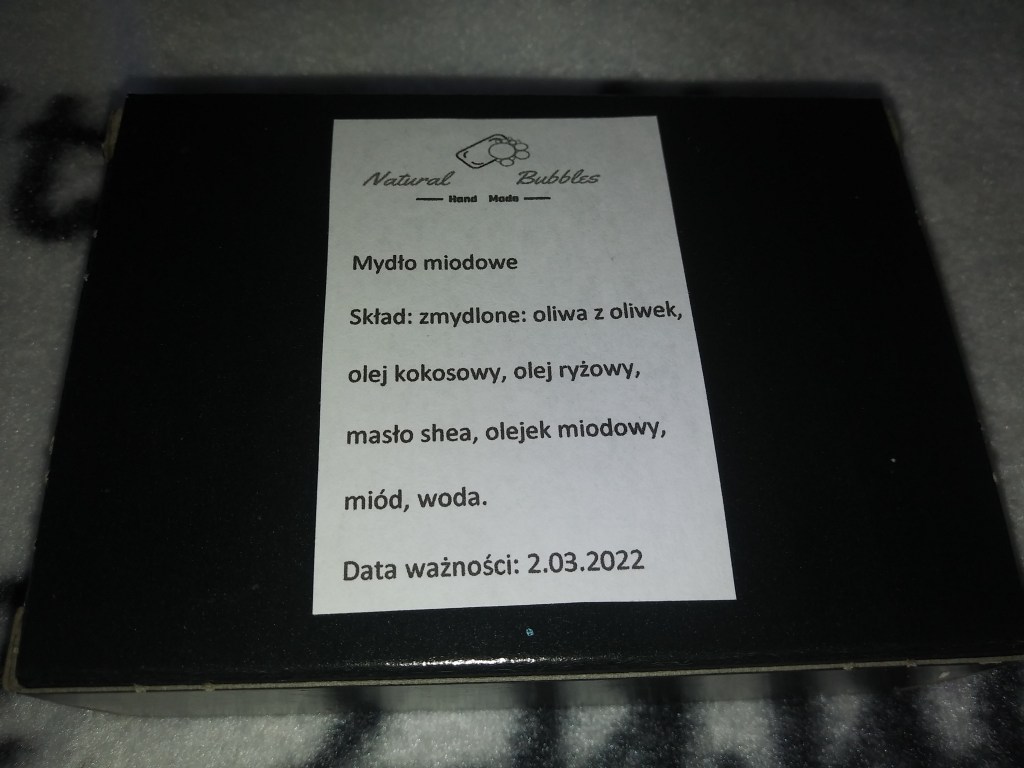 Natural Bubbles
Hand Made
Mydło miodowe
Skład: zmydlone: oliwa z oliwek,
olej kokosowy, olej ryżowy,
masło shea, olejek miodowy,
miód, woda.
Data ważności: 2.03.2022